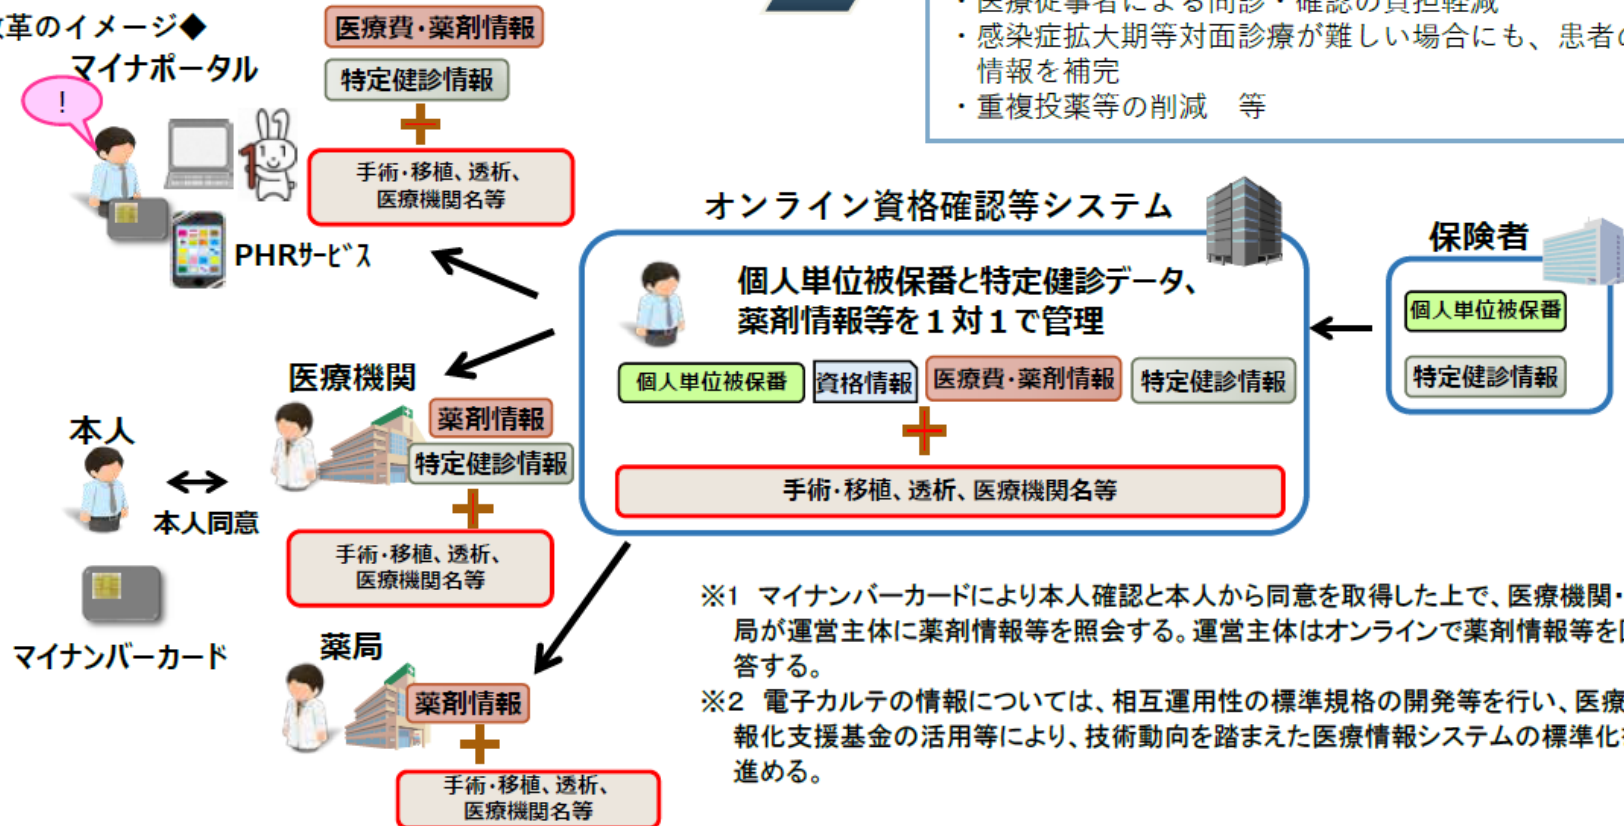 ・医療従事者による問診・確認の負担軽減
・感染症拡大期等対面診療が難しい場合にも、患者の
情報を補完
・重複投薬等の削減　等
革のイメージ◆
マイナポータル
!
医療費・薬剤情報
特定健診情報
手術・移植、透析、
医療機関名等
PHRｻｰﾋﾞｽ
オンライン資格確認等システム
個人単位被保番と特定健診データ、
薬剤情報等を１対１で管理
個人単位被保番
資格情報
医療費・薬剤情報
特定健診情報
手術・移植、透析、医療機関名等
保険者
個人単位被保番
特定健診情報
医療機関
薬剤情報
特定健診情報
手術・移植、透析、
医療機関名等
本人
本人同意
マイナンバーカード
薬局
薬剤情報
手術・移植、透析、
医療機関名等
※1　マイナンバーカードにより本人確認と本人から同意を取得した上で、医療機関・
局が運営主体に薬剤情報等を照会する。運営主体はオンラインで薬剤情報等を回
答する。
※2　電子カルテの情報については、相互運用性の標準規格の開発等を行い、医療
報化支援基金の活用等により、技術動向を踏まえた医療情報システムの標準化を
進める。